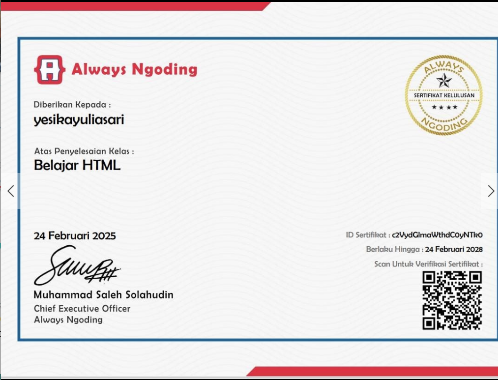 Always Ngoding
ALWAYS
SERTIFIKAT KELULUSAN
NGODING
Diberikan Kepada :
yesikayuliasari
Atas Penyelesaian Kelas :
Belajar HTML
24 Februari 2025
Muhammad Saleh Solahudin
Chief Executive Officer
Always Ngoding
ID Sertifikat : c2VydGlmaWthdC0yNTk0
Berlaku Hingga : 24 Februari 2028
Scan Untuk Verifikasi Sertifikat :